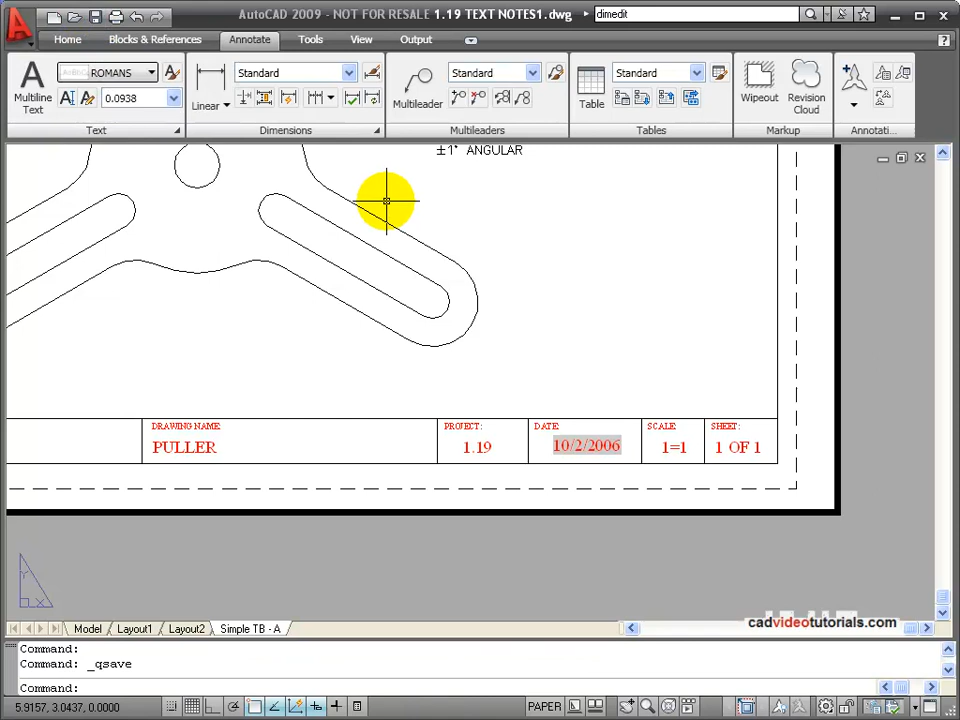 AutoCAD 2009 - NOT FOR RESALE 1.19 TEXT NOTES1.dwg
dimedit
Home Blocks & References Annotate Tools View Output
ROMANS Standard Standard Standard
Multiline Text
0.0938
Linear
Multileader
Table
Wipeout
Revision Cloud
Text Dimensions Multileaders Tables Markup Annotati...
±1° ANGULAR
DRAWING NAME: PROJECT: DATE: SCALE: SHEET:
PULLER 1.19 10/2/2006 1=1 1 OF 1
Y
X
cadvideotutorials.com
Model Layout1 Layout2 Simple TB - A
Command:
Command: _qsave
Command:
5.9157, 3.0437, 0.0000
PAPER